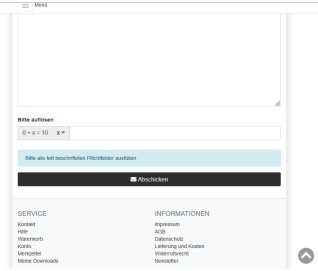 Menü
Bitte auflösen
6 + x = 10 x =
Bitte alle fett beschrifteten Pflichtfelder ausfüllen.
Abschicken
SERVICE
Kontakt
Hilfe
Warenkorb
Konto
Merkzettel
Meine Downloads
INFORMATIONEN
Impressum
AGB
Datenschutz
Lieferung und Kosten
Widerrufsrecht
Newsletter